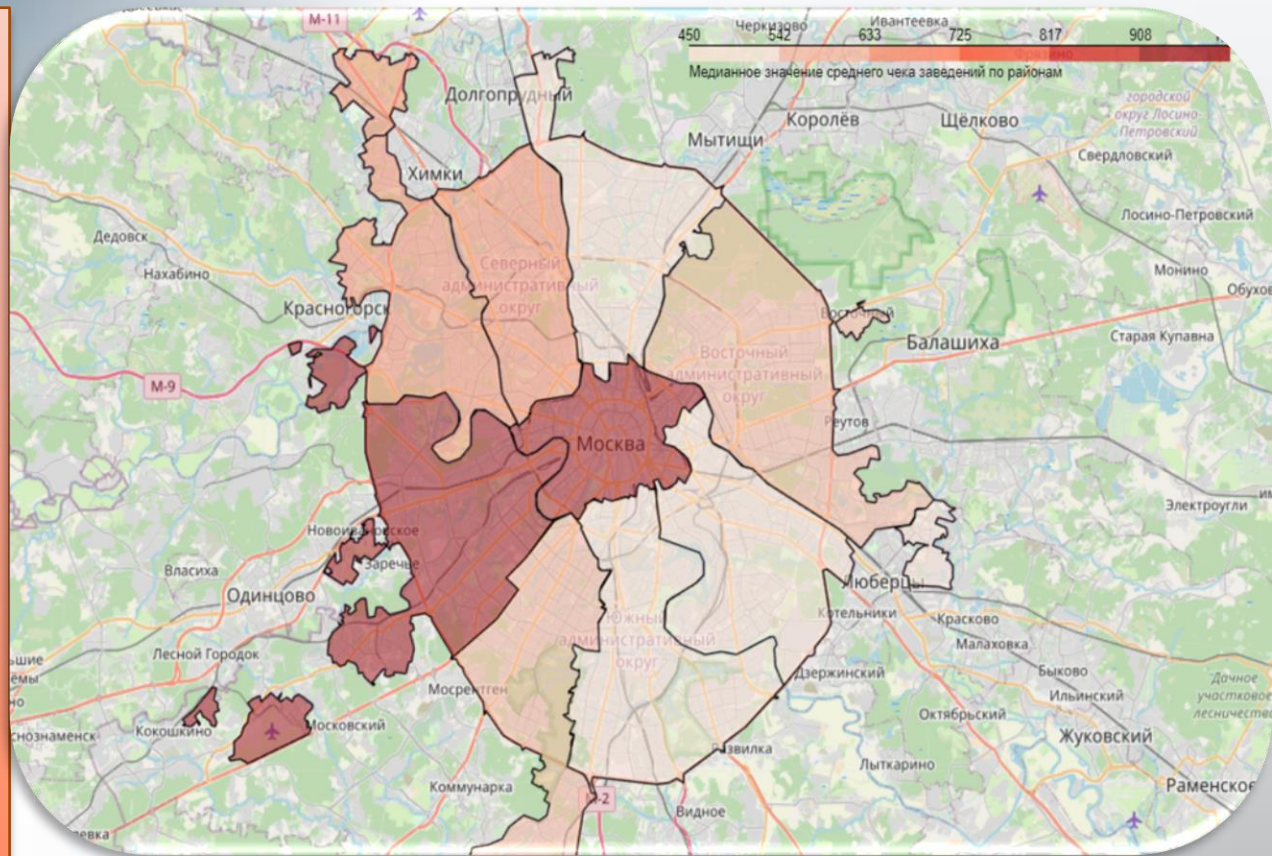 М-11
Черкизово
Ивантеевка
450 542 633 725 817 908
Фрязино
Медианное значение среднего чека заведений по районам
Долгопрудный
Королёв
Щёлково
городской
округ Лосино-
Петровский
Мытищи
Свердловский
Химки
Лосино-Петровский
Дедовск
Нахабино
Северный
административный
округ
Монино
Обухов
Красногорск
Восточный
Старая Купавна
Балашиха
Восточный
административный
округ
М-9
Реутов
Москва
Электроугли
Новоивановское
Заречье
Власиха
Одинцово
Люберцы
Котельники
Красково
Южный
административный
округ
Малаховка
Лесной Городок
Быково
Дзержинский
Мосрентген
Ильинский
"Дачное
участковое
лесничество
Октябрьский
Кокошкино
Московский
Жуковский
Развилка
Лыткарино
Коммунарка
М-2
Видное
Раменское